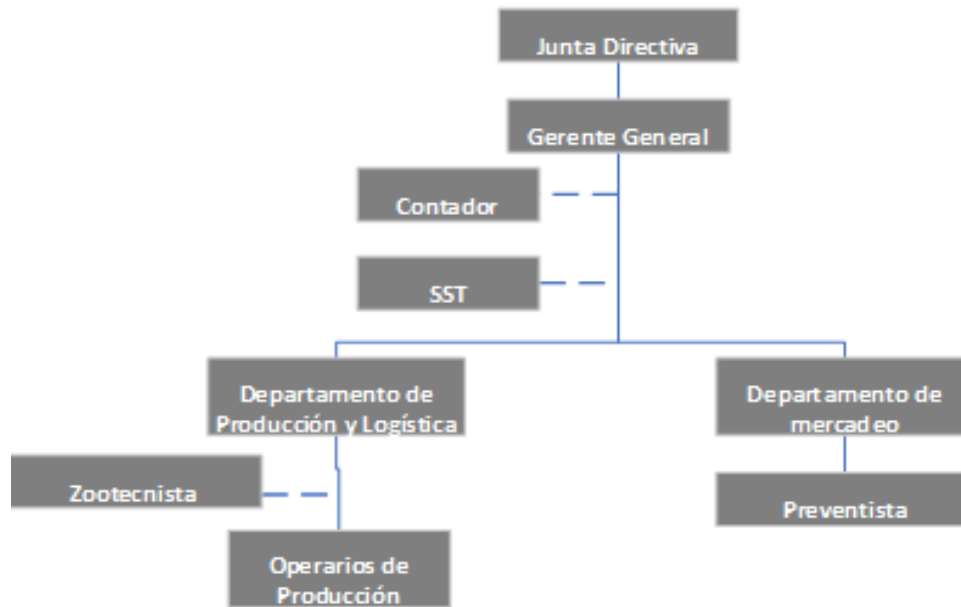 Junta Directiva
Gerente General
Contador
SST
Departamento de
Producción y Logística
Departamento de
mercadeo
Zootecnista
Preventista
Operarios de
Producción